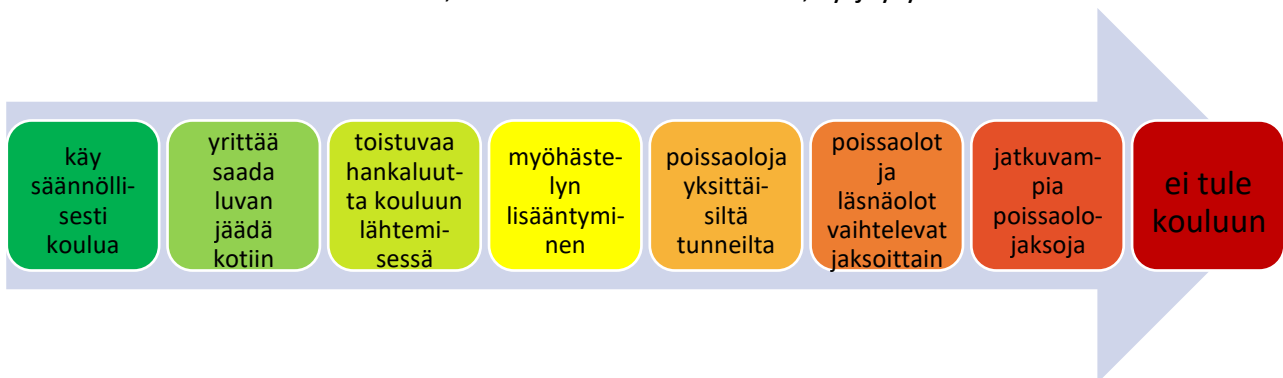 käy
säännölli-
sesti
koulua
yrittää
saada
luvan
jäädä
kotiin
toistuvaa
hankaluut-
ta kouluun
lähtemi-
sessä
myöhäste-
lyn
lisääntymi-
nen
poissaoloja
yksittäi-
siltä
tunneilta
poissaolot
ja
läsnäolot
vaihtelevat
jaksoittain
jatkuvam-
pia
poissaolo-
jaksoja
ei tule
kouluun